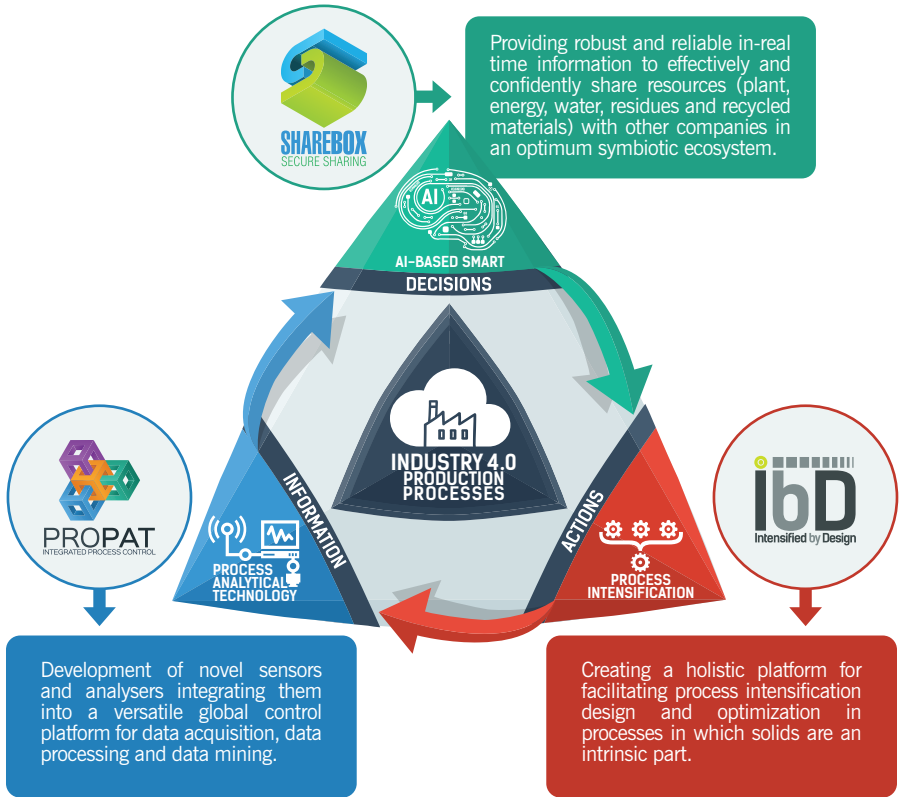 SHAREBOX
SECURE SHARING
Providing robust and reliable in-real
time information to effectively and
confidently share resources (plant,
energy, water, residues and recycled
materials) with other companies in
an optimum symbiotic ecosystem.
AI
AI-BASED SMART
DECISIONS
INDUSTRY 4.0
PRODUCTION
PROCESSES
PROPAT
INTEGRATED PROCESS CONTROL
INFORMATION
PROCESS
ANALYTICAL
TECHNOLOGY
ACTIONS
PROCESS
INTENSIFICATION
IbD
Intensified by Design
Development of novel sensors
and analysers integrating them
into a versatile global control
platform for data acquisition, data
processing and data mining.
Creating a holistic platform for
facilitating process intensification
design and optimization in
processes in which solids are an
intrinsic part.